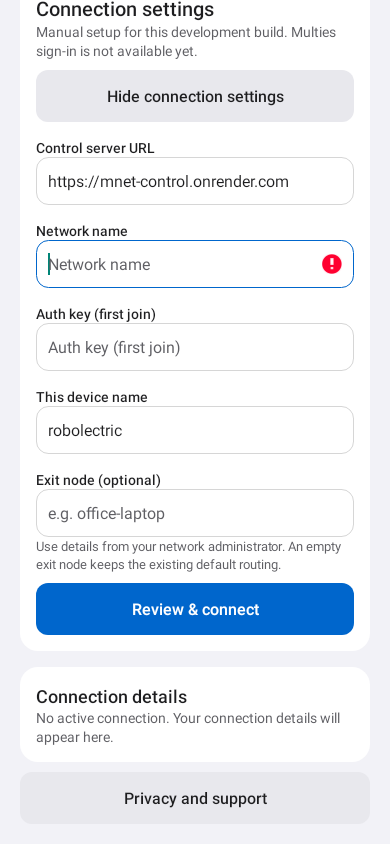 Connection settings
Manual setup for this development build. Multies
sign-in is not available yet.
Hide connection settings
Control server URL
https://mnet-control.onrender.com
Network name
Network name
Auth key (first join)
Auth key (first join)
This device name
robolectric
Exit node (optional)
e.g. office-laptop
Use details from your network administrator. An empty
exit node keeps the existing default routing.
Review & connect
Connection details
No active connection. Your connection details will
appear here.
Privacy and support